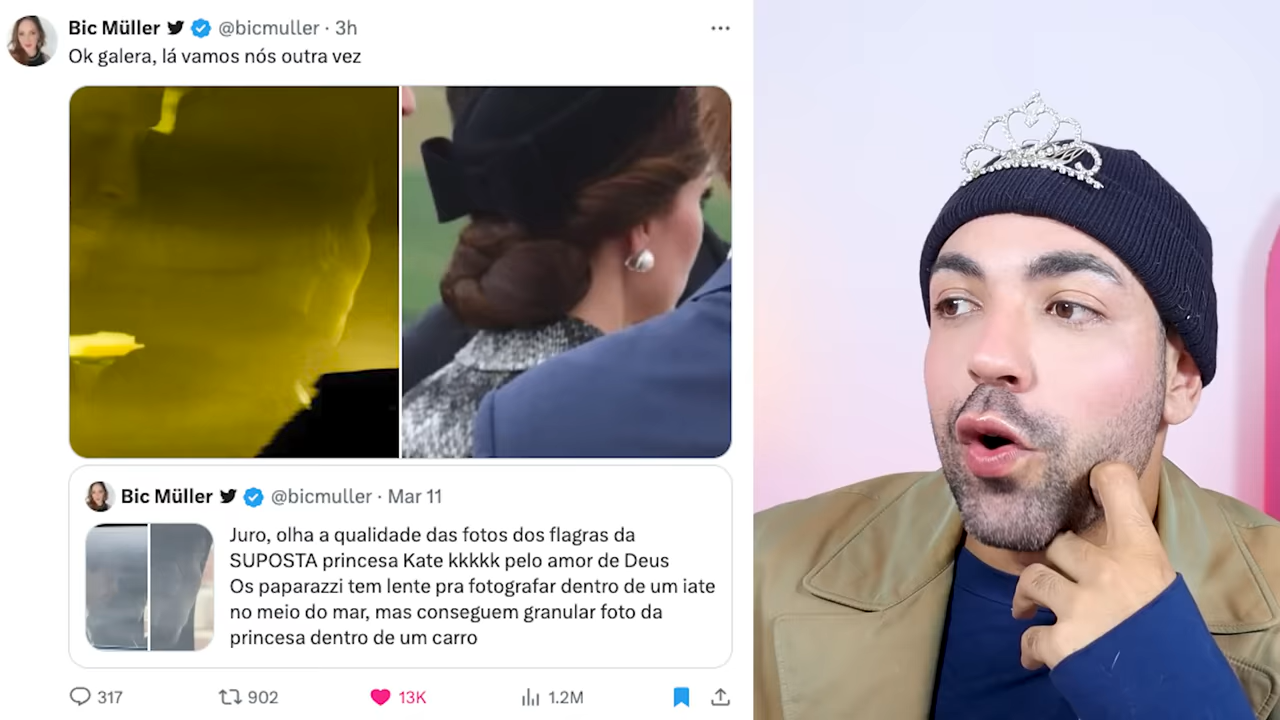 Bic Müller @bicmuller · 3h
Ok galera, lá vamos nós outra vez
Bic Müller @bicmuller · Mar 11
Juro, olha a qualidade das fotos dos flagras da
SUPOSTA princesa Kate kkkkk pelo amor de Deus
Os paparazzi tem lente pra fotografar dentro de um iate
no meio do mar, mas conseguem granular foto da
princesa dentro de um carro
317 902 13K 1.2M